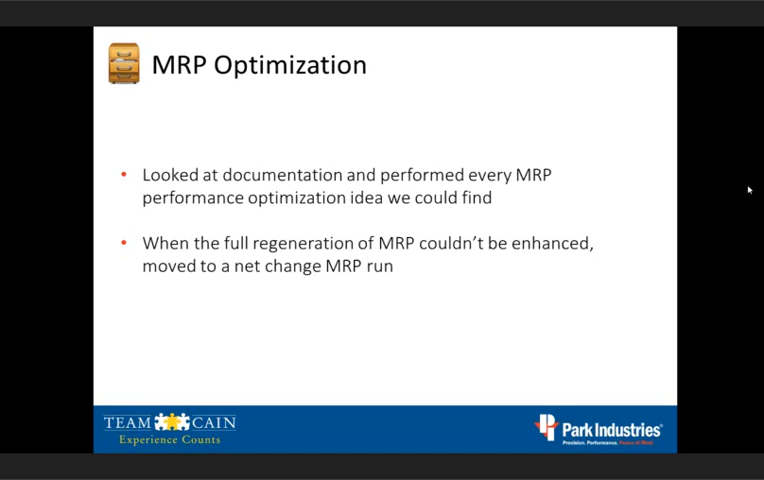 MRP Optimization
• Looked at documentation and performed every MRP
performance optimization idea we could find
• When the full regeneration of MRP couldn't be enhanced,
moved to a net change MRP run
TEAM CAIN
Experience Counts
Park Industries®
Provision. Performance. Peace of Mind.